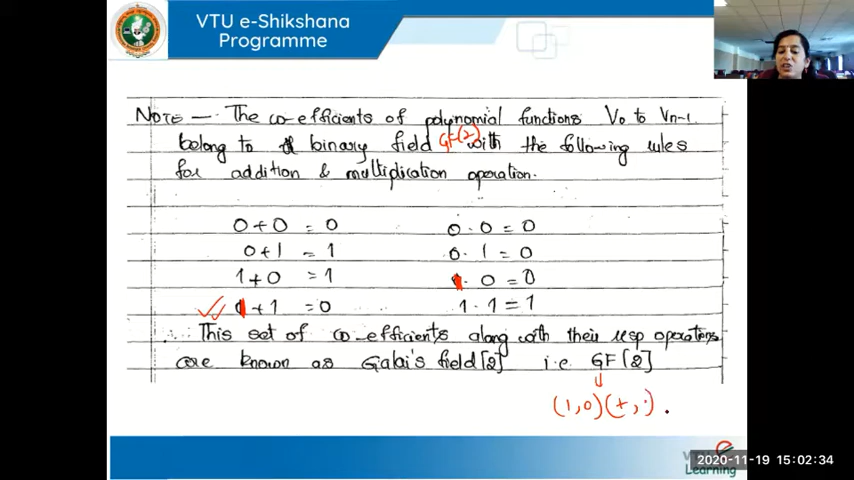 VTU e-Shikshana
Programme
NOTE — The co-efficients of polynomial functions V0 to Vn-1
belong to binary field GF(2) with the following rules
for addition & multiplication operation.
0+0 = 0 0.0=0
0+1 = 1 0.1=0
1+0 = 1 1.0=0
1+1 = 0 1.1=1
∴ This set of co-efficients along with their resp operations
are known as Galai's field [2] i.e GF[2]
(1,0)(+,.)
2020-11-19 15:02:34
Learning